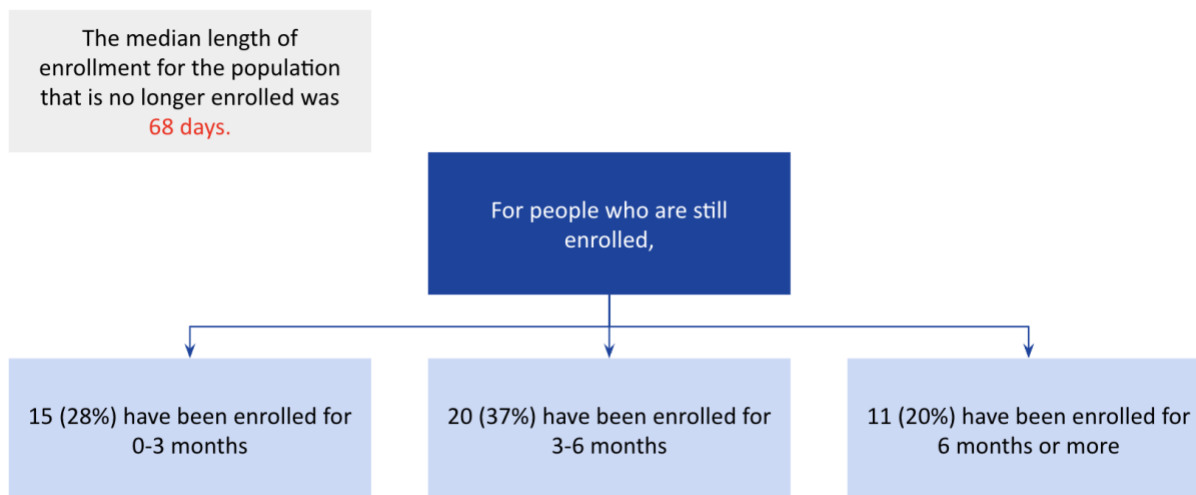 The median length of
enrollment for the population
that is no longer enrolled was
68 days.
For people who are still
enrolled,
15 (28%) have been enrolled for
0-3 months
20 (37%) have been enrolled for
3-6 months
11 (20%) have been enrolled for
6 months or more